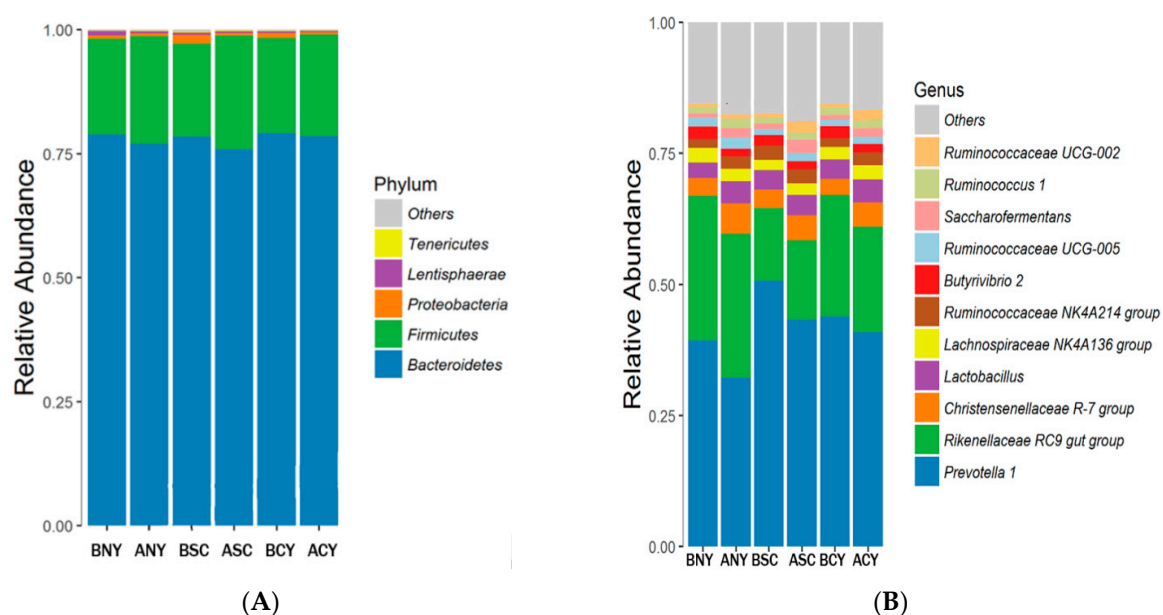 Relative Abundance
1.00
0.75
0.50
0.25
0.00
BNY ANY BSC ASC BCY ACY
Phylum
Others
Tenericutes
Lentisphaerae
Proteobacteria
Firmicutes
Bacteroidetes
(A)
Relative Abundance
1.00
0.75
0.50
0.25
0.00
BNY ANY BSC ASC BCY ACY
Genus
Others
Ruminococcaceae UCG-002
Ruminococcus 1
Saccharofermentans
Ruminococcaceae UCG-005
Butyrivibrio 2
Ruminococcaceae NK4A214 group
Lachnospiraceae NK4A136 group
Lactobacillus
Christensenellaceae R-7 group
Rikenellaceae RC9 gut group
Prevotella 1
(B)